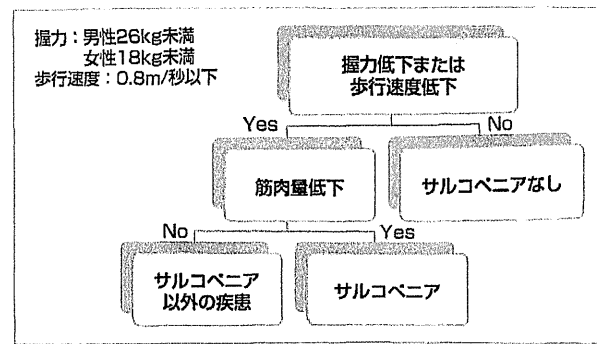 握力：男性26kg未満
女性18kg未満
歩行速度：0.8m/秒以下
握力低下または
歩行速度低下
Yes
No
筋肉量低下
サルコペニアなし
No
Yes
サルコペニア
以外の疾患
サルコペニア